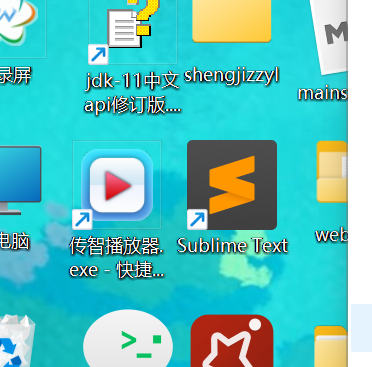 录屏
jdk-11中文
api修订版....
shengjizzyl
mains
电脑
传智播放器.
exe - 快捷...
Sublime Text
web